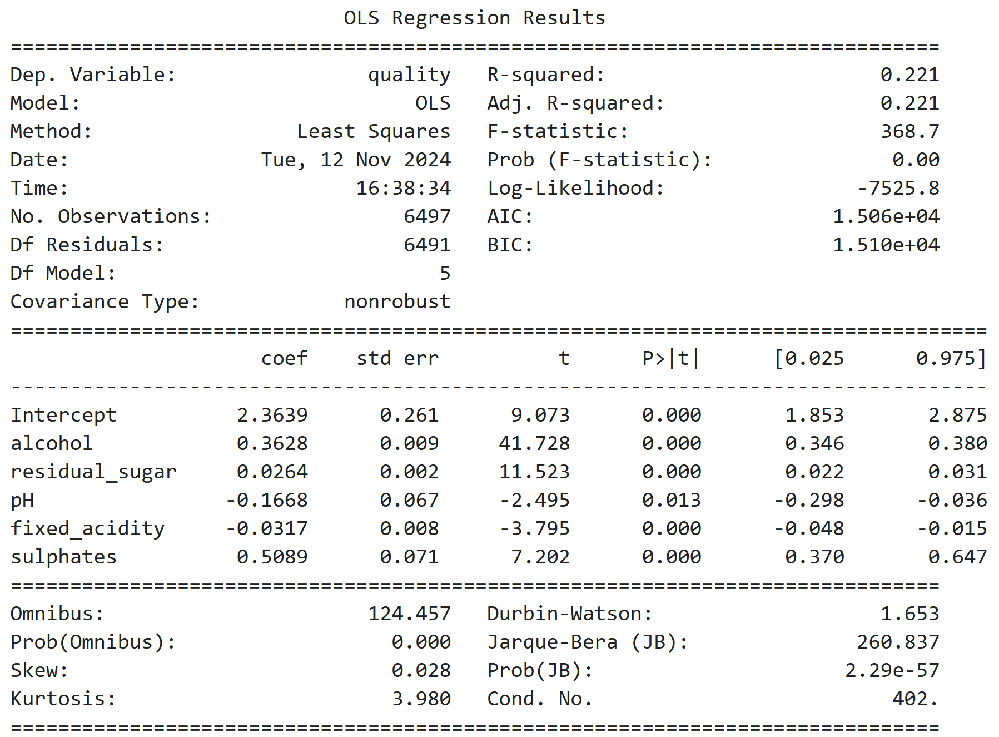 OLS Regression Results
==============================================================================
Dep. Variable:                quality   R-squared:                       0.221
Model:                            OLS   Adj. R-squared:                  0.221
Method:                 Least Squares   F-statistic:                     368.7
Date:                Tue, 12 Nov 2024   Prob (F-statistic):               0.00
Time:                        16:38:34   Log-Likelihood:                -7525.8
No. Observations:                6497   AIC:                         1.506e+04
Df Residuals:                    6491   BIC:                         1.510e+04
Df Model:                           5
Covariance Type:            nonrobust
==================================================================================
                     coef    std err          t      P>|t|      [0.025      0.975]
----------------------------------------------------------------------------------
Intercept          2.3639      0.261      9.073      0.000       1.853       2.875
alcohol            0.3628      0.009     41.728      0.000       0.346       0.380
residual_sugar     0.0264      0.002     11.523      0.000       0.022       0.031
pH                -0.1668      0.067     -2.495      0.013      -0.298      -0.036
fixed_acidity     -0.0317      0.008     -3.795      0.000      -0.048      -0.015
sulphates          0.5089      0.071      7.202      0.000       0.370       0.647
==============================================================================
Omnibus:                      124.457   Durbin-Watson:                   1.653
Prob(Omnibus):                  0.000   Jarque-Bera (JB):              260.837
Skew:                           0.028   Prob(JB):                     2.29e-57
Kurtosis:                       3.980   Cond. No.                         402.
==============================================================================